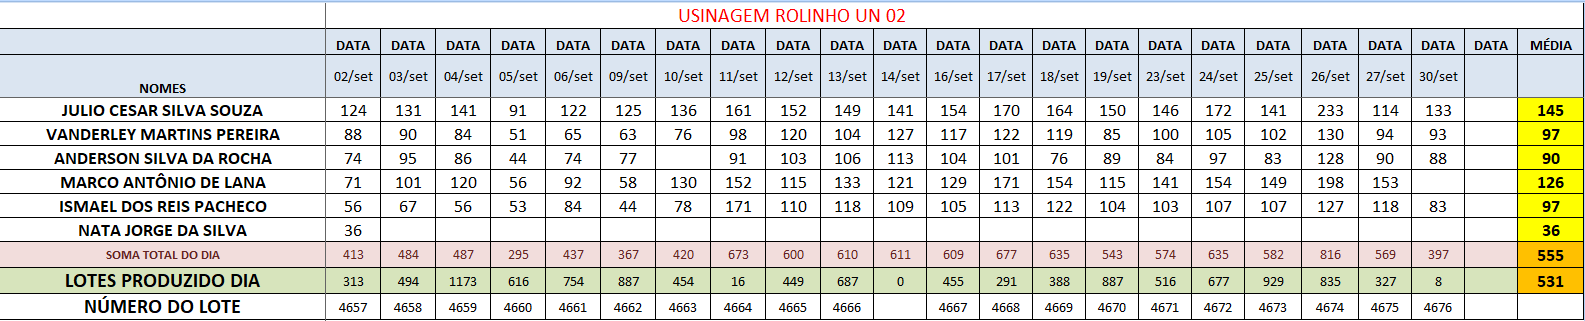 USINAGEM ROLINHO UN 02
DATA DATA DATA DATA DATA DATA DATA DATA DATA DATA DATA DATA DATA DATA DATA DATA DATA DATA DATA DATA DATA DATA MÉDIA
NOMES 02/set 03/set 04/set 05/set 06/set 09/set 10/set 11/set 12/set 13/set 14/set 16/set 17/set 18/set 19/set 23/set 24/set 25/set 26/set 27/set 30/set
JULIO CESAR SILVA SOUZA 124 131 141 91 122 125 136 161 152 149 141 154 170 164 150 146 172 141 233 114 133 145
VANDERLEY MARTINS PEREIRA 88 90 84 51 65 63 76 98 120 104 127 117 122 119 85 100 105 102 130 94 93 97
ANDERSON SILVA DA ROCHA 74 95 86 44 74 77 91 103 106 113 104 101 76 89 84 97 83 128 90 88 90
MARCO ANTÔNIO DE LANA 71 101 120 56 92 58 130 152 115 133 121 129 171 154 115 141 154 149 198 153 126
ISMAEL DOS REIS PACHECO 56 67 56 53 84 44 78 171 110 118 109 105 113 122 104 103 107 107 127 118 83 97
NATA JORGE DA SILVA 36 36
SOMA TOTAL DO DIA 413 484 487 295 437 367 420 673 600 610 611 609 677 635 543 574 635 582 816 569 397 555
LOTES PRODUZIDO DIA 313 494 1173 616 754 887 454 16 449 687 0 455 291 388 887 516 677 929 835 327 8 531
NÚMERO DO LOTE 4657 4658 4659 4660 4661 4662 4663 4664 4665 4666 4667 4668 4669 4670 4671 4672 4673 4674 4675 4676